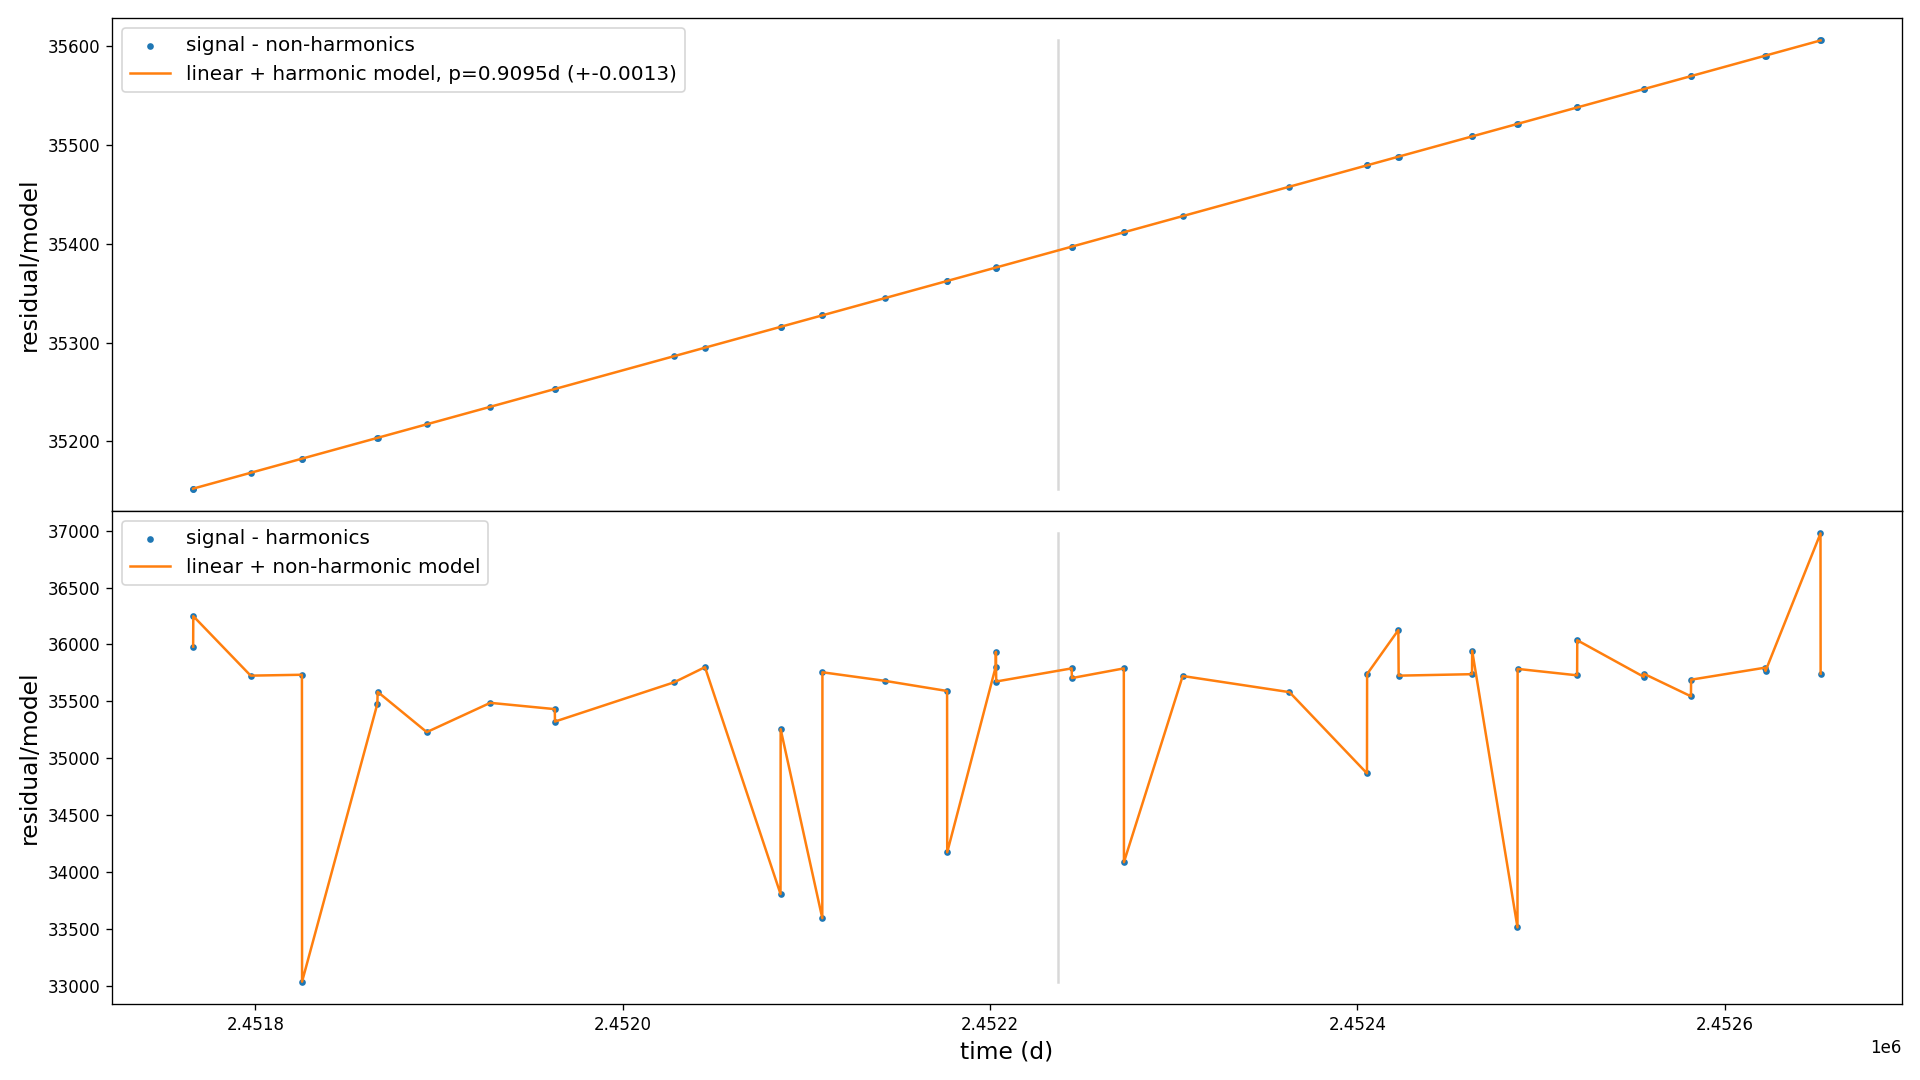 signal - non-harmonics
linear + harmonic model, p=0.9095d (+-0.0013)
35600
35500
35400
35300
35200
residual/model
signal - harmonics
linear + non-harmonic model
37000
36500
36000
35500
35000
34500
34000
33500
33000
residual/model
2.4518
2.4520
2.4522
2.4524
2.4526
time (d)
1e6